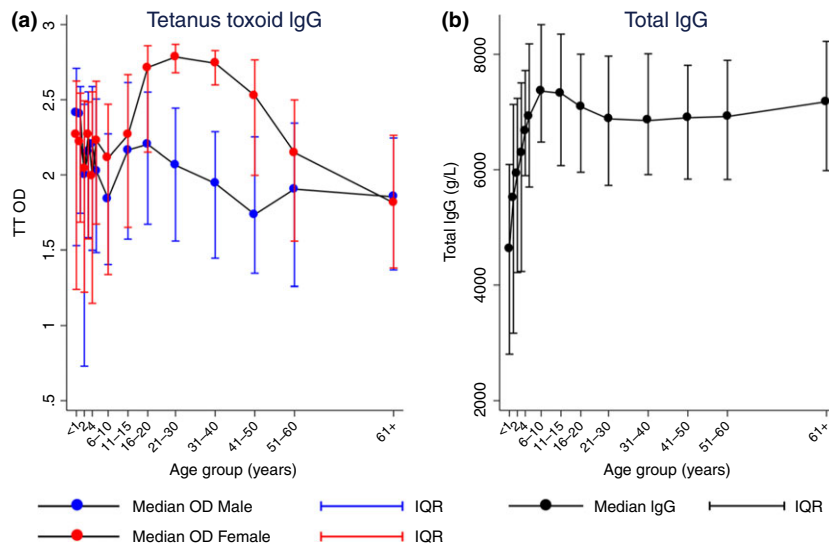 (a) Tetanus toxoid IgG
3
2.5
2
1.5
1
.5
TT OD
<1 2 4 6–10 11–15 16–20 21–30 31–40 41–50 51–60 61+
Age group (years)
Median OD Male IQR
Median OD Female IQR
(b) Total IgG
8000
6000
4000
2000
Total IgG (g/L)
<1 2 4 6–10 11–15 16–20 21–30 31–40 41–50 51–60 61+
Age group (years)
Median IgG IQR